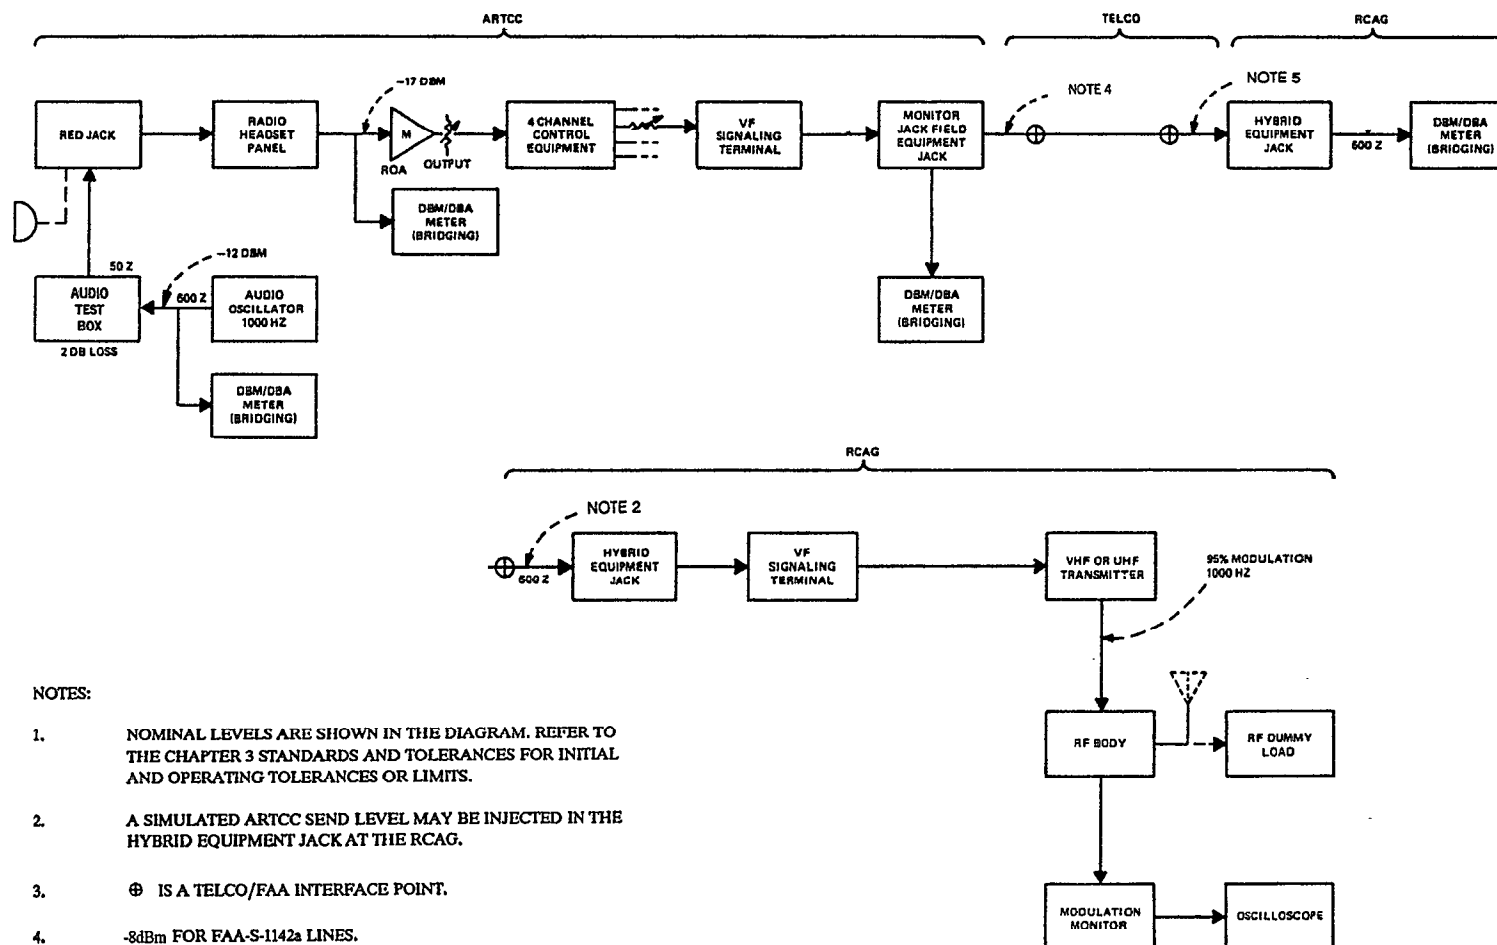 ARTCC
TELCO
RCAG
-17 DBM
NOTE 4
NOTE 5
RED JACK
RADIO
HEADSET
PANEL
M
RDA
OUTPUT
4 CHANNEL
CONTROL
EQUIPMENT
VF
SIGNALING
TERMINAL
MONITOR
JACK FIELD
EQUIPMENT
JACK
HYBRID
EQUIPMENT
JACK
600 Z
DBM/DBA
METER
(BRIDGING)
DBM/DBA
METER
(BRIDGING)
-12 DBM
50 Z
AUDIO
TEST
BOX
2 DB LOSS
600 Z
AUDIO
OSCILLATOR
1000 HZ
DBM/DBA
METER
(BRIDGING)
DBM/DBA
METER
(BRIDGING)
RCAG
NOTE 2
600 Z
HYBRID
EQUIPMENT
JACK
VF
SIGNALING
TERMINAL
VHF OR UHF
TRANSMITTER
95% MODULATION
1000 HZ
RF BODY
RF DUMMY
LOAD
MODULATION
MONITOR
OSCILLOSCOPE
NOTES:
1. NOMINAL LEVELS ARE SHOWN IN THE DIAGRAM. REFER TO
THE CHAPTER 3 STANDARDS AND TOLERANCES FOR INITIAL
AND OPERATING TOLERANCES OR LIMITS.
2. A SIMULATED ARTCC SEND LEVEL MAY BE INJECTED IN THE
HYBRID EQUIPMENT JACK AT THE RCAG.
3. ⊕ IS A TELCO/FAA INTERFACE POINT.
4. -8dBm FOR FAA-S-1142a LINES.